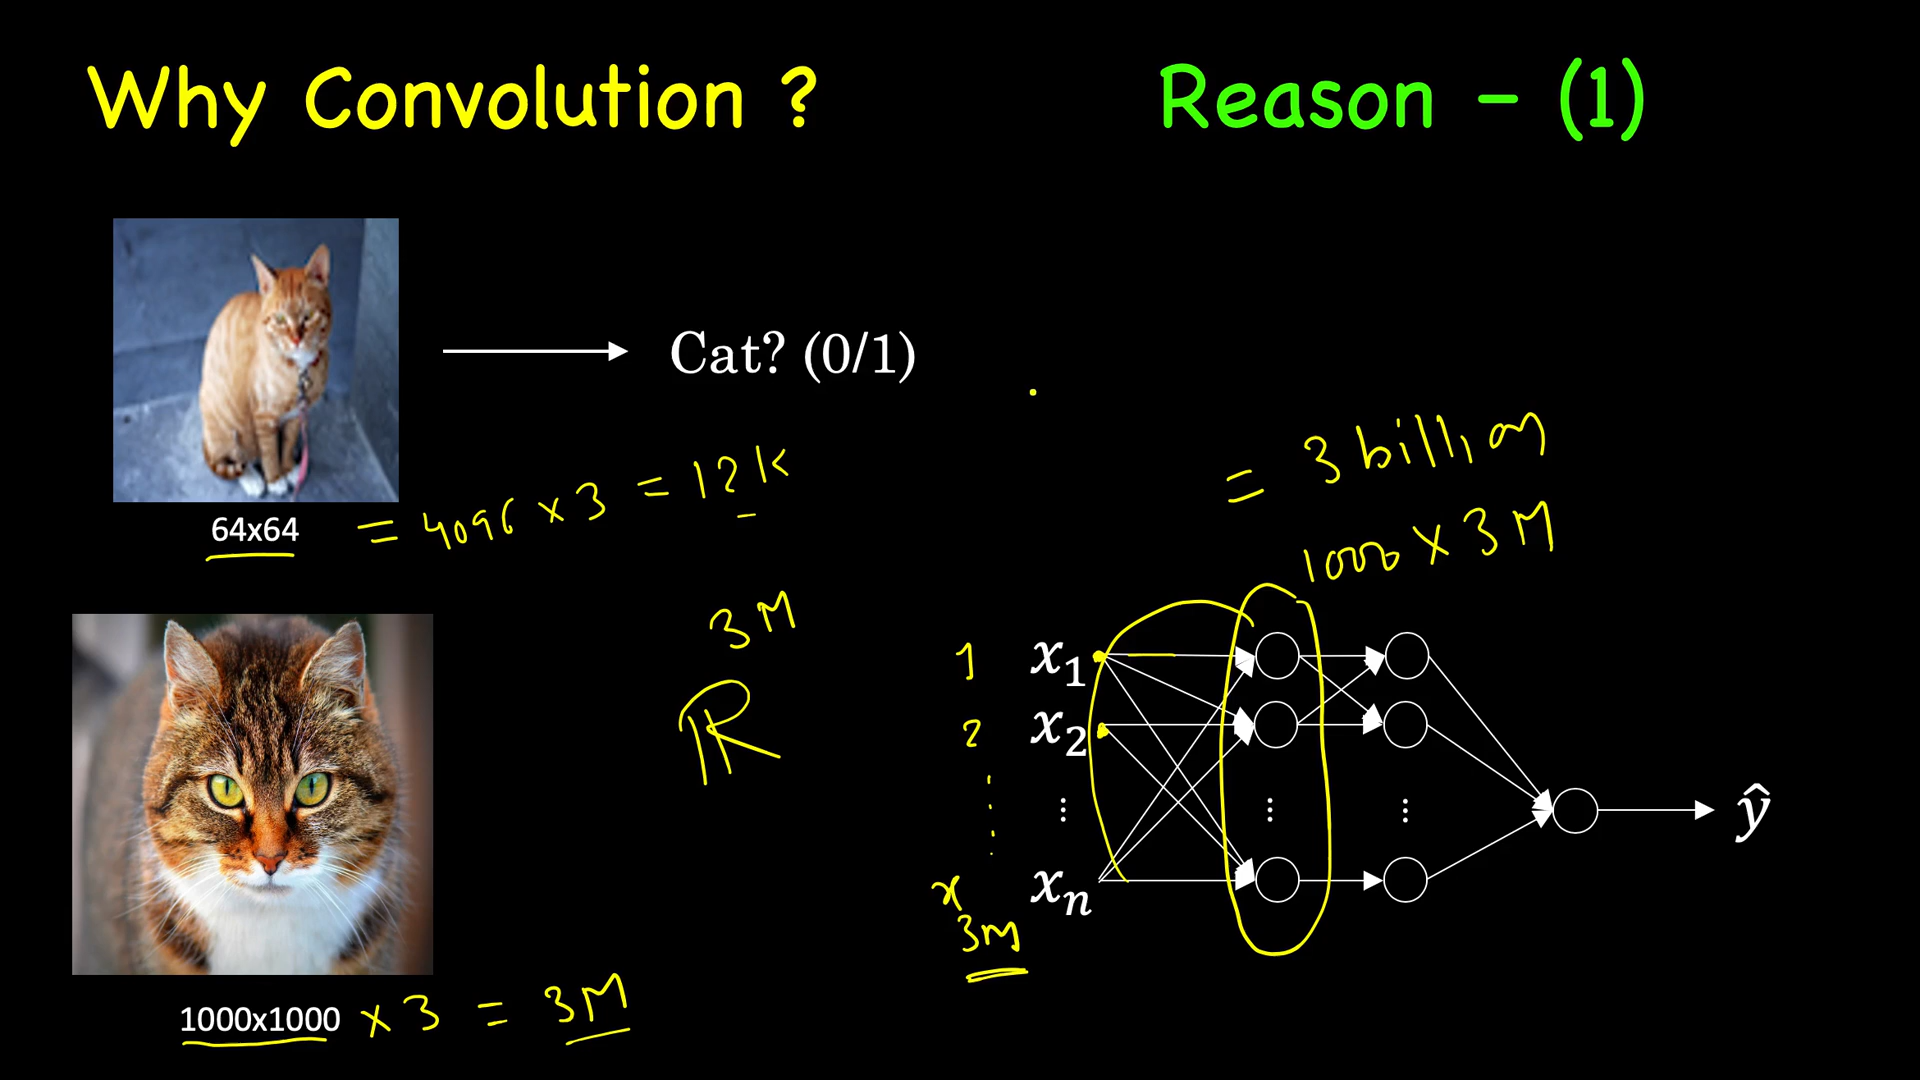 Why Convolution ?
Reason - (1)
Cat? (0/1)
64x64 = 4096 x 3 = 12K
1000x1000 x 3 = 3M
3M
ℝ
= 3 billion
1000 x 3M
1 x₁
2 x₂
⋮ ⋮ ⋮ ⋮
x xₙ
3M
ŷ